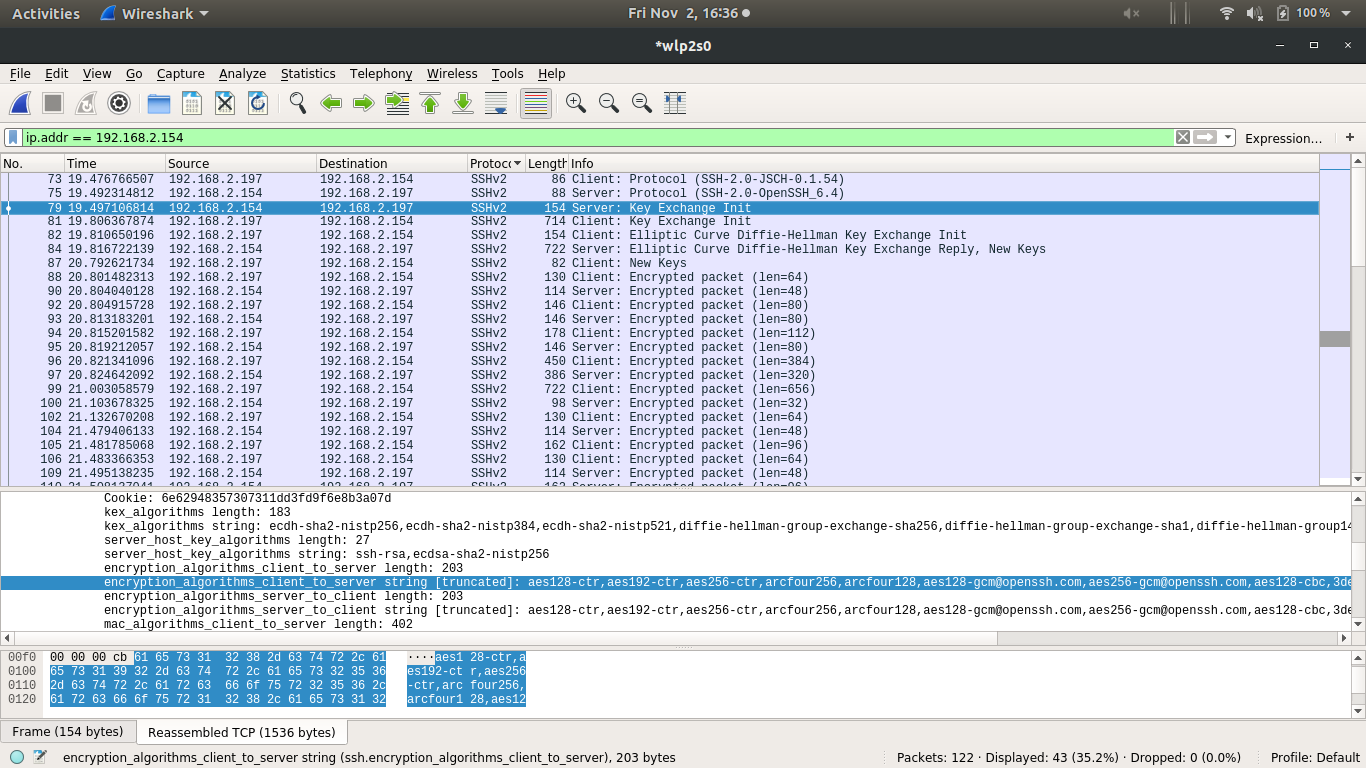 Activities Wireshark Fri Nov 2, 16:36 100 %
*wlp2s0
File Edit View Go Capture Analyze Statistics Telephony Wireless Tools Help
ip.addr == 192.168.2.154 Expression… +
No. Time Source Destination Protoc Length Info
73 19.476766507 192.168.2.197 192.168.2.154 SSHv2 86 Client: Protocol (SSH-2.0-JSCH-0.1.54)
75 19.492314812 192.168.2.154 192.168.2.197 SSHv2 88 Server: Protocol (SSH-2.0-OpenSSH_6.4)
79 19.497106814 192.168.2.154 192.168.2.197 SSHv2 154 Server: Key Exchange Init
81 19.806367874 192.168.2.197 192.168.2.154 SSHv2 714 Client: Key Exchange Init
82 19.810650196 192.168.2.197 192.168.2.154 SSHv2 154 Client: Elliptic Curve Diffie-Hellman Key Exchange Init
84 19.816722139 192.168.2.154 192.168.2.197 SSHv2 722 Server: Elliptic Curve Diffie-Hellman Key Exchange Reply, New Keys
87 20.792621734 192.168.2.197 192.168.2.154 SSHv2 82 Client: New Keys
88 20.801482313 192.168.2.197 192.168.2.154 SSHv2 130 Client: Encrypted packet (len=64)
90 20.804040128 192.168.2.154 192.168.2.197 SSHv2 114 Server: Encrypted packet (len=48)
92 20.804915728 192.168.2.197 192.168.2.154 SSHv2 146 Client: Encrypted packet (len=80)
93 20.813183201 192.168.2.154 192.168.2.197 SSHv2 146 Server: Encrypted packet (len=80)
94 20.815201582 192.168.2.197 192.168.2.154 SSHv2 178 Client: Encrypted packet (len=112)
95 20.819212057 192.168.2.154 192.168.2.197 SSHv2 146 Server: Encrypted packet (len=80)
96 20.821341096 192.168.2.197 192.168.2.154 SSHv2 450 Client: Encrypted packet (len=384)
97 20.824642092 192.168.2.154 192.168.2.197 SSHv2 386 Server: Encrypted packet (len=320)
99 21.003058579 192.168.2.197 192.168.2.154 SSHv2 722 Client: Encrypted packet (len=656)
100 21.103678325 192.168.2.154 192.168.2.197 SSHv2 98 Server: Encrypted packet (len=32)
102 21.132670208 192.168.2.197 192.168.2.154 SSHv2 130 Client: Encrypted packet (len=64)
104 21.479406133 192.168.2.154 192.168.2.197 SSHv2 114 Server: Encrypted packet (len=48)
105 21.481785068 192.168.2.197 192.168.2.154 SSHv2 162 Client: Encrypted packet (len=96)
106 21.483366353 192.168.2.154 192.168.2.197 SSHv2 130 Server: Encrypted packet (len=64)
109 21.495138235 192.168.2.154 192.168.2.197 SSHv2 114 Server: Encrypted packet (len=48)
Cookie: 6e62948357307311dd3fd9f6e8b3a07d
kex_algorithms length: 183
kex_algorithms string: ecdh-sha2-nistp256,ecdh-sha2-nistp384,ecdh-sha2-nistp521,diffie-hellman-group-exchange-sha256,diffie-hellman-group-exchange-sha1,diffie-hellman-group14
server_host_key_algorithms length: 27
server_host_key_algorithms string: ssh-rsa,ecdsa-sha2-nistp256
encryption_algorithms_client_to_server length: 203
encryption_algorithms_client_to_server string [truncated]: aes128-ctr,aes192-ctr,aes256-ctr,arcfour256,arcfour128,aes128-gcm@openssh.com,aes256-gcm@openssh.com,aes128-cbc,3de
encryption_algorithms_server_to_client length: 203
encryption_algorithms_server_to_client string [truncated]: aes128-ctr,aes192-ctr,aes256-ctr,arcfour256,arcfour128,aes128-gcm@openssh.com,aes256-gcm@openssh.com,aes128-cbc,3de
mac_algorithms_client_to_server length: 402
00f0 00 00 00 cb 61 65 73 31 32 38 2d 63 74 72 2c 61 ····aes1 28-ctr,a
0100 65 73 31 39 32 2d 63 74 72 2c 61 65 73 32 35 36 es192-ct r,aes256
0110 2d 63 74 72 2c 61 72 63 66 6f 75 72 32 35 36 2c -ctr,arc four256,
0120 61 72 63 66 6f 75 72 31 32 38 2c 61 65 73 31 32 arcfour1 28,aes12
Frame (154 bytes) Reassembled TCP (1536 bytes)
encryption_algorithms_client_to_server string (ssh.encryption_algorithms_client_to_server), 203 bytes Packets: 122 · Displayed: 43 (35.2%) · Dropped: 0 (0.0%) Profile: Default